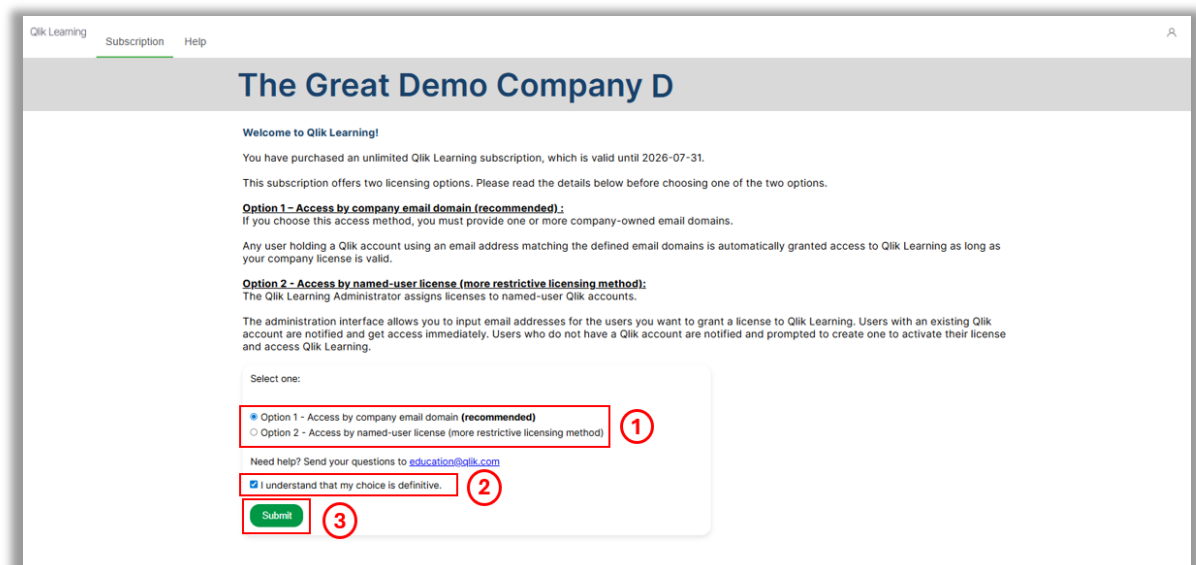 Qlik Learning
Subscription
Help
The Great Demo Company D
Welcome to Qlik Learning!
You have purchased an unlimited Qlik Learning subscription, which is valid until 2026-07-31.
This subscription offers two licensing options. Please read the details below before choosing one of the two options.
Option 1 – Access by company email domain (recommended) :
If you choose this access method, you must provide one or more company-owned email domains.
Any user holding a Qlik account using an email address matching the defined email domains is automatically granted access to Qlik Learning as long as
your company license is valid.
Option 2 - Access by named-user license (more restrictive licensing method):
The Qlik Learning Administrator assigns licenses to named-user Qlik accounts.
The administration interface allows you to input email addresses for the users you want to grant a license to Qlik Learning. Users with an existing Qlik
account are notified and get access immediately. Users who do not have a Qlik account are notified and prompted to create one to activate their license
and access Qlik Learning.
Select one:
Option 1 - Access by company email domain (recommended)
Option 2 - Access by named-user license (more restrictive licensing method)
1
Need help? Send your questions to education@qlik.com
I understand that my choice is definitive.
2
Submit
3